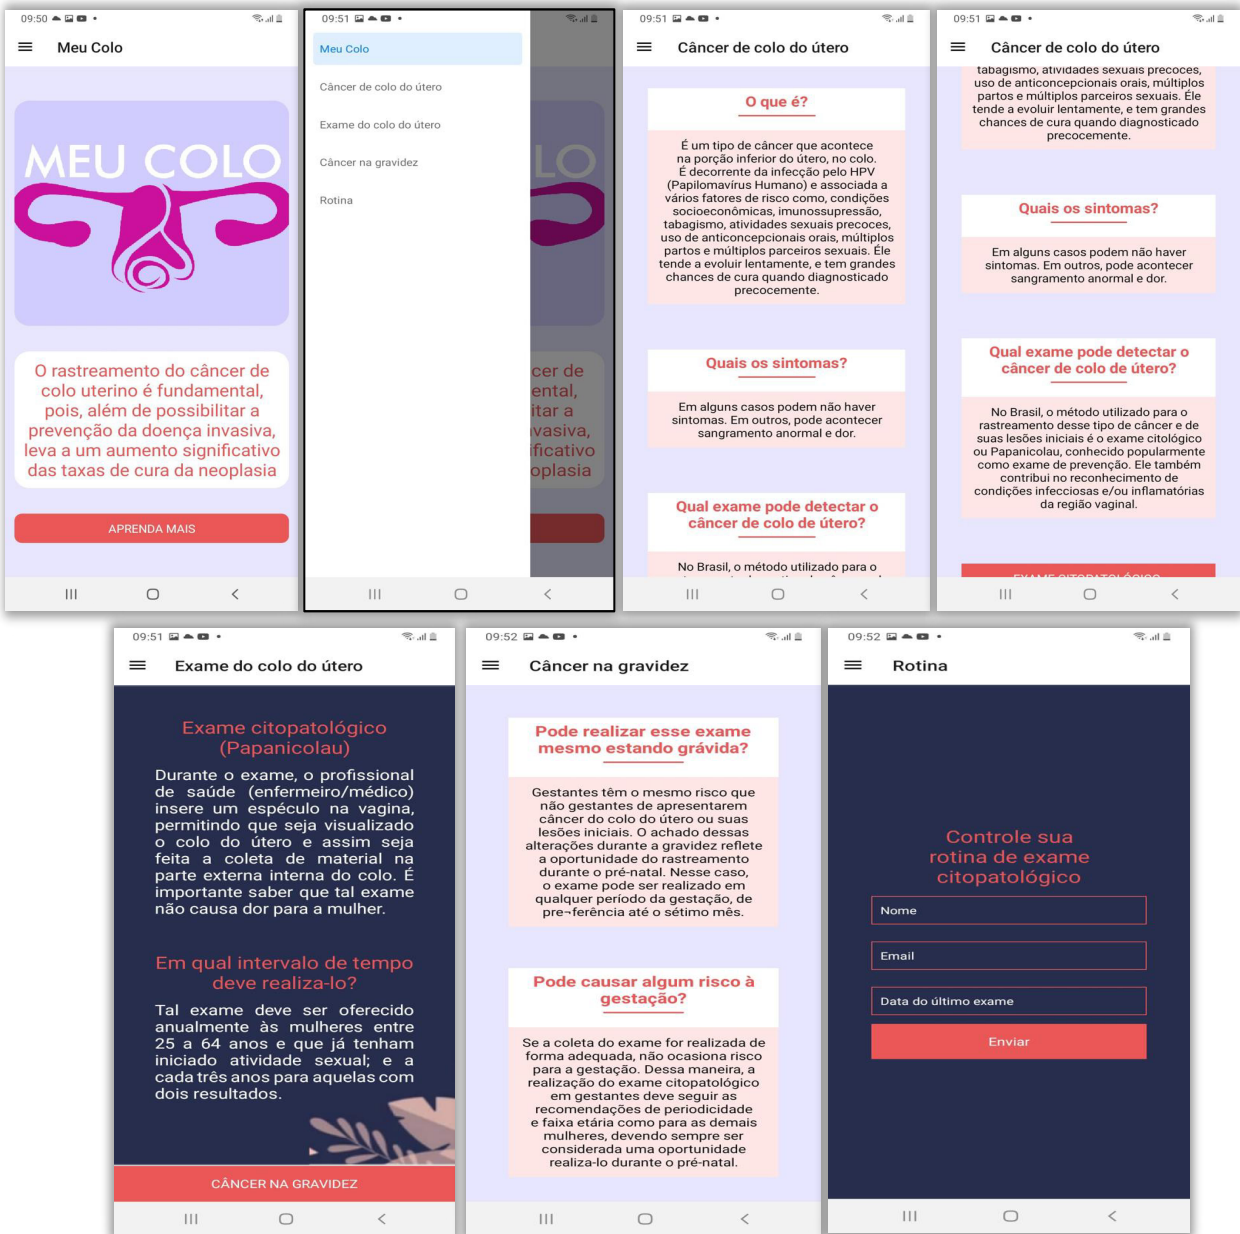 09:50
Meu Colo
MEU COLO
O rastreamento do câncer de
colo uterino é fundamental,
pois, além de possibilitar a
prevenção da doença invasiva,
leva a um aumento significativo
das taxas de cura da neoplasia
APRENDA MAIS
09:51
Meu Colo
Câncer de colo do útero
Exame do colo do útero
Câncer na gravidez
Rotina
LO
cer de
ental,
itar a
ivasiva,
ificativo
oplasia
09:51
Câncer de colo do útero
O que é?
É um tipo de câncer que acontece
na porção inferior do útero, no colo.
É decorrente da infecção pelo HPV
(Papilomavírus Humano) e associada a
vários fatores de risco como, condições
socioeconômicas, imunossupressão,
tabagismo, atividades sexuais precoces,
uso de anticoncepcionais orais, múltiplos
partos e múltiplos parceiros sexuais. Éle
tende a evoluir lentamente, e tem grandes
chances de cura quando diagnosticado
precocemente.
Quais os sintomas?
Em alguns casos podem não haver
sintomas. Em outros, pode acontecer
sangramento anormal e dor.
Qual exame pode detectar o
câncer de colo de útero?
No Brasil, o método utilizado para o
09:51
Câncer de colo do útero
tabagismo, atividades sexuais precoces,
uso de anticoncepcionais orais, múltiplos
partos e múltiplos parceiros sexuais. Éle
tende a evoluir lentamente, e tem grandes
chances de cura quando diagnosticado
precocemente.
Quais os sintomas?
Em alguns casos podem não haver
sintomas. Em outros, pode acontecer
sangramento anormal e dor.
Qual exame pode detectar o
câncer de colo de útero?
No Brasil, o método utilizado para o
rastreamento desse tipo de câncer e de
suas lesões iniciais é o exame citológico
ou Papanicolau, conhecido popularmente
como exame de prevenção. Ele também
contribui no reconhecimento de
condições infecciosas e/ou inflamatórias
da região vaginal.
EXAME CITOPATOLÓGICO
09:51
Exame do colo do útero
Exame citopatológico
(Papanicolau)
Durante o exame, o profissional
de saúde (enfermeiro/médico)
insere um espéculo na vagina,
permitindo que seja visualizado
o colo do útero e assim seja
feita a coleta de material na
parte externa interna do colo. É
importante saber que tal exame
não causa dor para a mulher.
Em qual intervalo de tempo
deve realiza-lo?
Tal exame deve ser oferecido
anualmente às mulheres entre
25 a 64 anos e que já tenham
iniciado atividade sexual; e a
cada três anos para aquelas com
dois resultados.
CÂNCER NA GRAVIDEZ
09:52
Câncer na gravidez
Pode realizar esse exame
mesmo estando grávida?
Gestantes têm o mesmo risco que
não gestantes de apresentarem
câncer do colo do útero ou suas
lesões iniciais. O achado dessas
alterações durante a gravidez reflete
a oportunidade do rastreamento
durante o pré-natal. Nesse caso,
o exame pode ser realizado em
qualquer período da gestação, de
pre¬ferência até o sétimo mês.
Pode causar algum risco à
gestação?
Se a coleta do exame for realizada de
forma adequada, não ocasiona risco
para a gestação. Dessa maneira, a
realização do exame citopatológico
em gestantes deve seguir as
recomendações de periodicidade
e faixa etária como para as demais
mulheres, devendo sempre ser
considerada uma oportunidade
realiza-lo durante o pré-natal.
09:52
Rotina
Controle sua
rotina de exame
citopatológico
Nome
Email
Data do último exame
Enviar